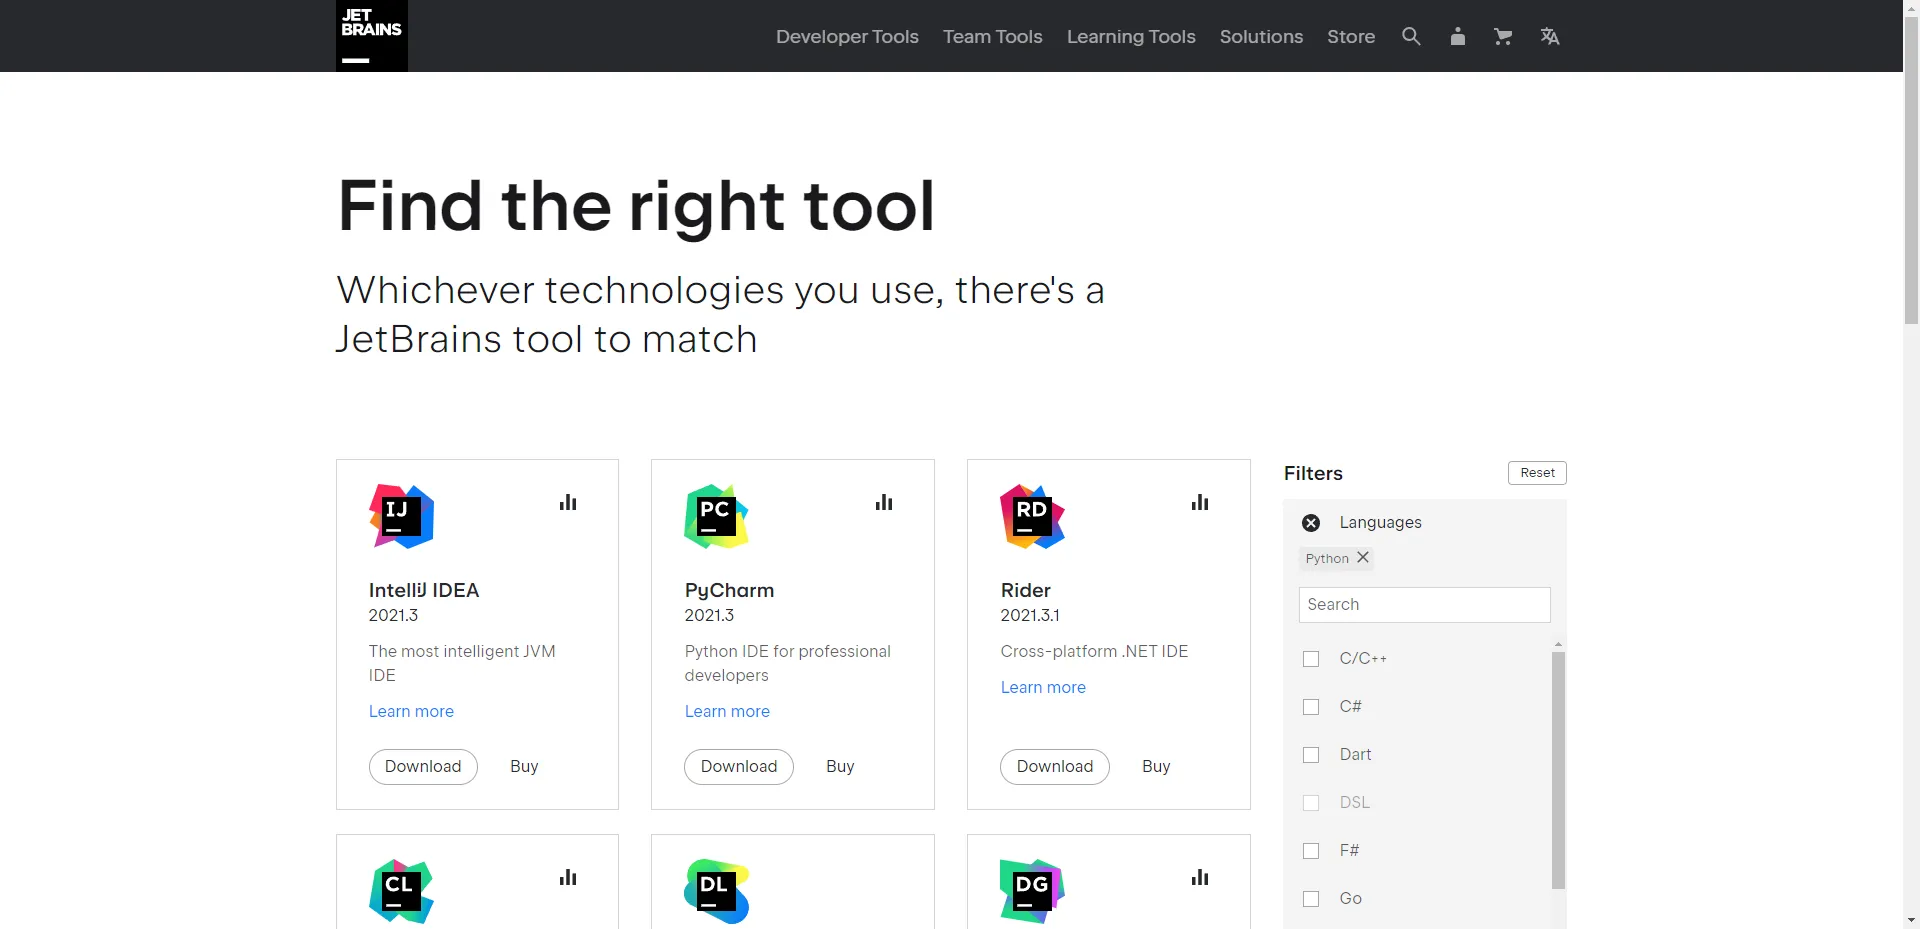 JET
BRAINS
Developer Tools
Team Tools
Learning Tools
Solutions
Store
Find the right tool
Whichever technologies you use, there's a
JetBrains tool to match
IJ
IntelliJ IDEA
2021.3
The most intelligent JVM
IDE
Learn more
Download
Buy
PC
PyCharm
2021.3
Python IDE for professional
developers
Learn more
Download
Buy
RD
Rider
2021.3.1
Cross-platform .NET IDE
Learn more
Download
Buy
CL
DL
DG
Filters
Reset
Languages
Python
Search
C/C++
C#
Dart
DSL
F#
Go